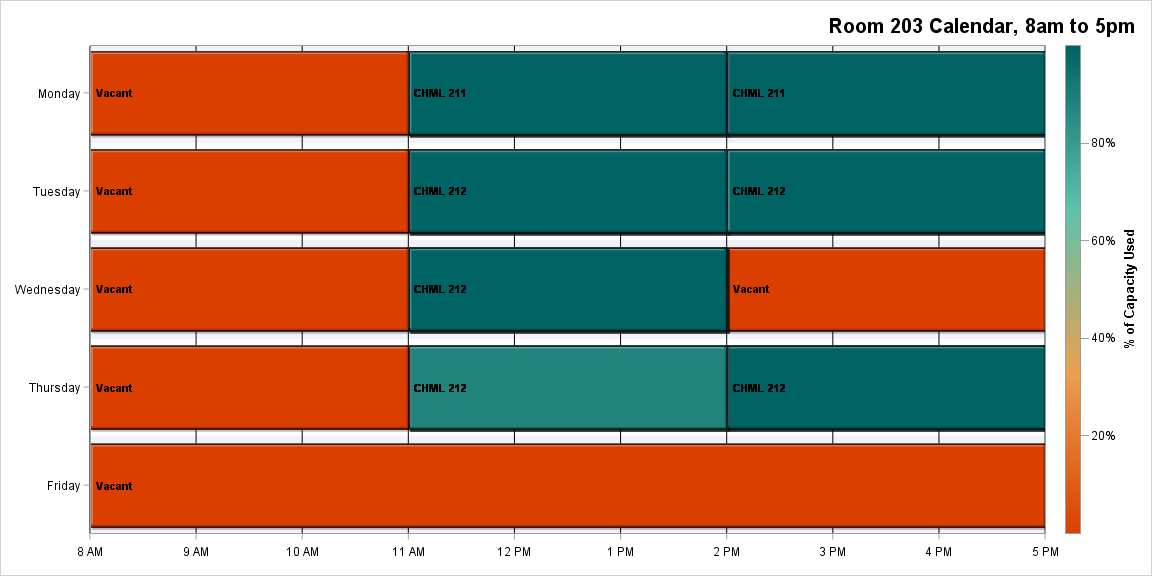 Room 203 Calendar, 8am to 5pm
Monday
Vacant
CHML 211
CHML 211
Tuesday
Vacant
CHML 212
CHML 212
Wednesday
Vacant
CHML 212
Vacant
Thursday
Vacant
CHML 212
CHML 212
Friday
Vacant
8 AM
9 AM
10 AM
11 AM
12 PM
1 PM
2 PM
3 PM
4 PM
5 PM
80%
60%
40%
20%
% of Capacity Used